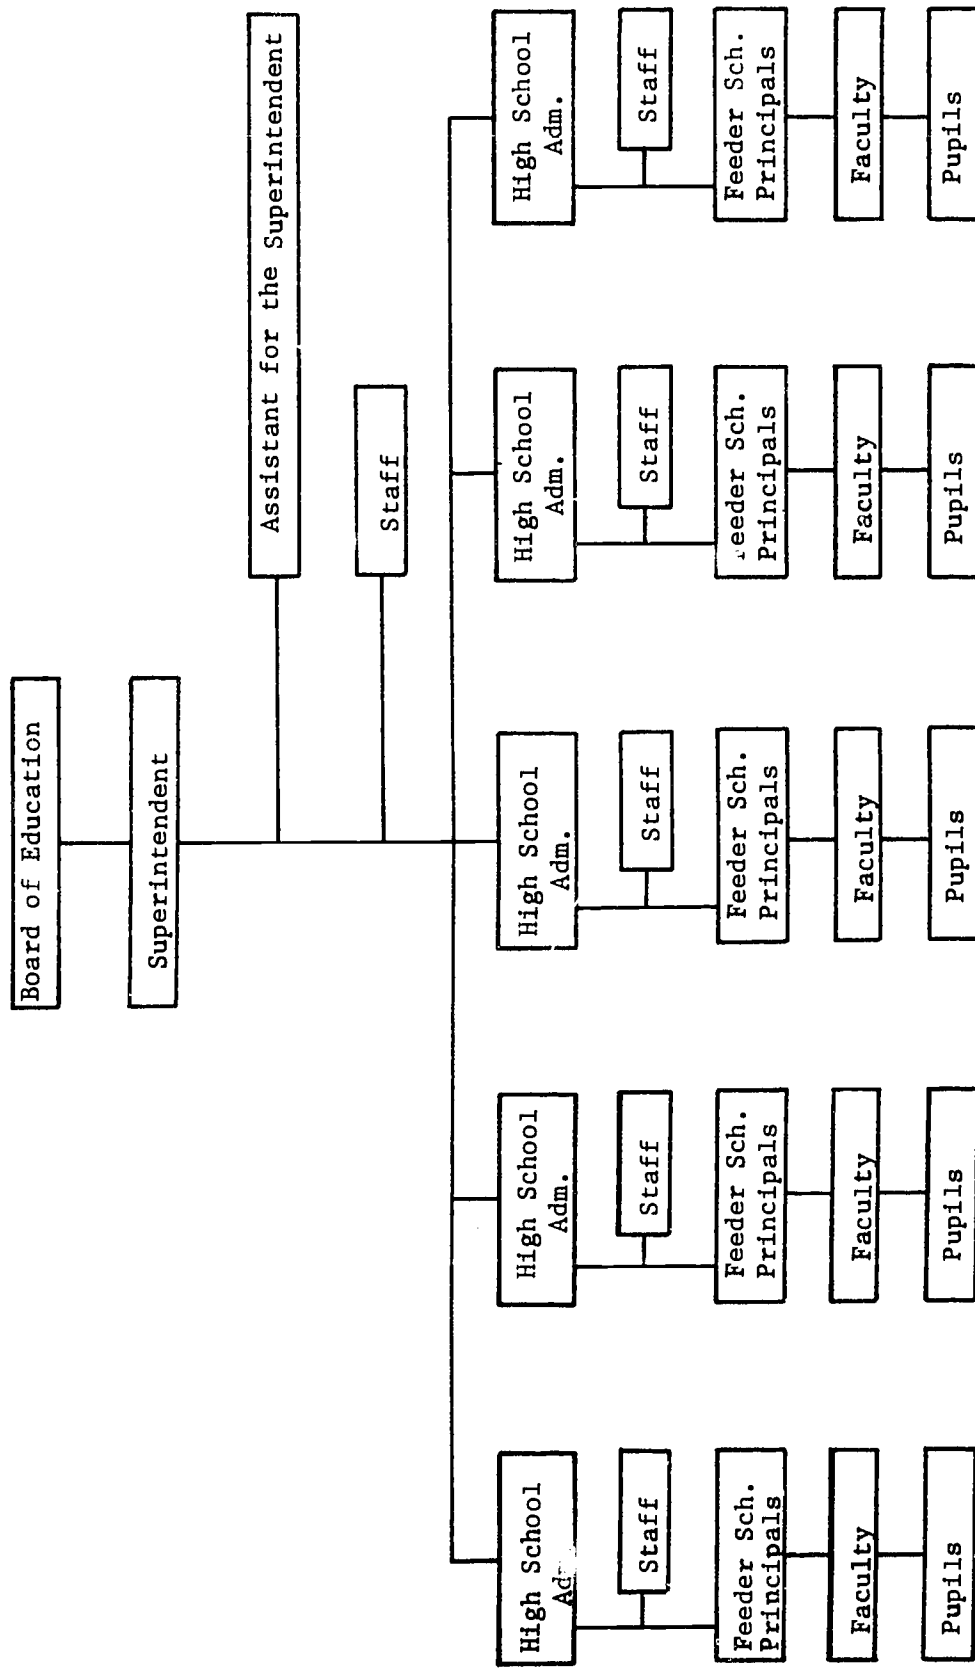 Board of Education
Superintendent
Assistant for the Superintendent
Staff
High School
Adm.
Staff
Feeder Sch.
Principals
Faculty
Pupils
High School
Adm.
Staff
Feeder Sch.
Principals
Faculty
Pupils
High School
Adm.
Staff
Feeder Sch.
Principals
Faculty
Pupils
High School
Adm.
Staff
Feeder Sch.
Principals
Faculty
Pupils
High School
Adm.
Staff
Feeder Sch.
Principals
Faculty
Pupils